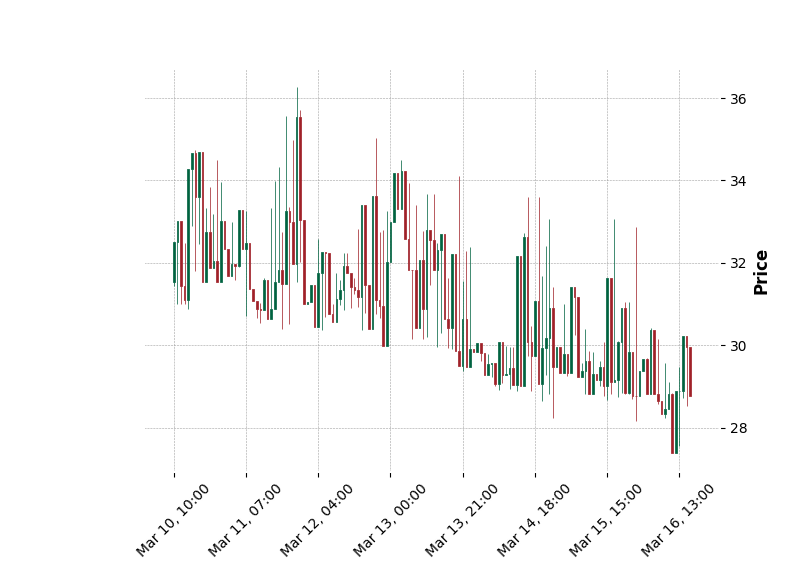 36
34
32
30
28
Price
Mar 10, 10:00
Mar 11, 07:00
Mar 12, 04:00
Mar 13, 00:00
Mar 13, 21:00
Mar 14, 18:00
Mar 15, 15:00
Mar 16, 13:00